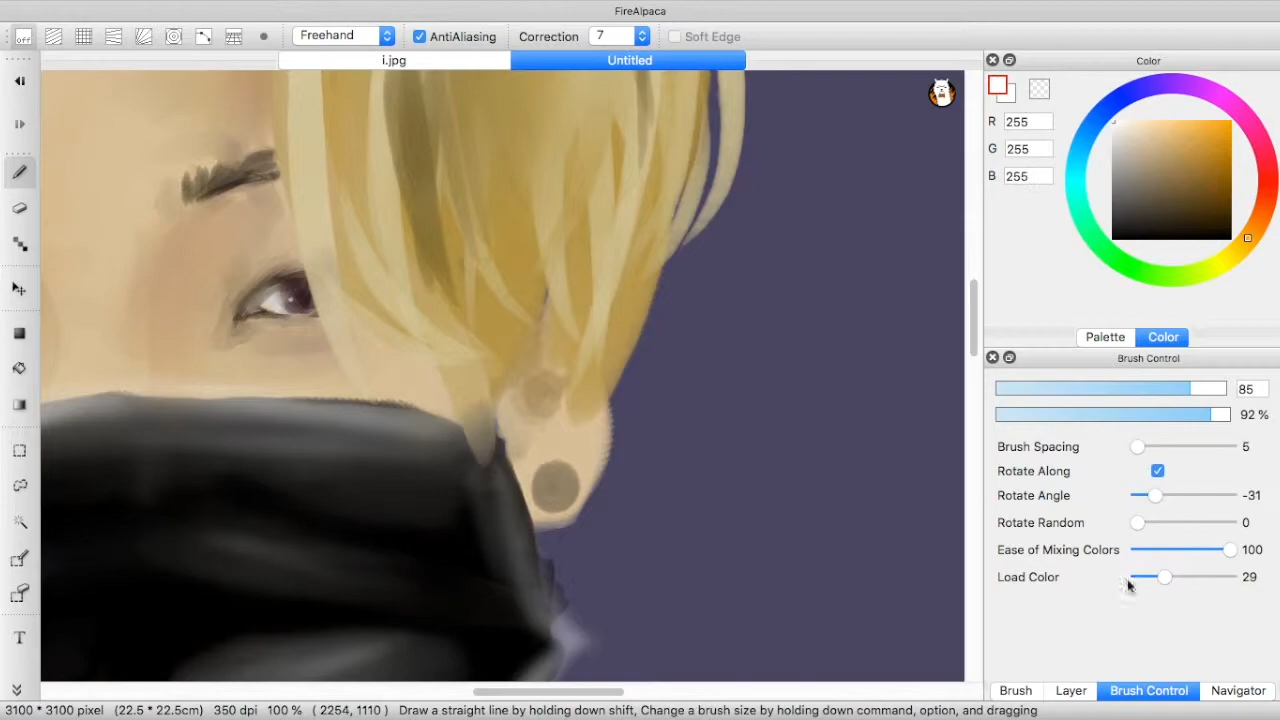 FireAlpaca
off Freehand AntiAliasing Correction 7 Soft Edge
i.jpg Untitled
Color
R 255
G 255
B 255
Palette Color
Brush Control
85
92 %
Brush Spacing 5
Rotate Along
Rotate Angle -31
Rotate Random 0
Ease of Mixing Colors 100
Load Color 29
T
Brush Layer Brush Control Navigator
3100 * 3100 pixel (22.5 * 22.5cm) 350 dpi 100 % ( 2254, 1110 ) Draw a straight line by holding down shift, Change a brush size by holding down command, option, and dragging